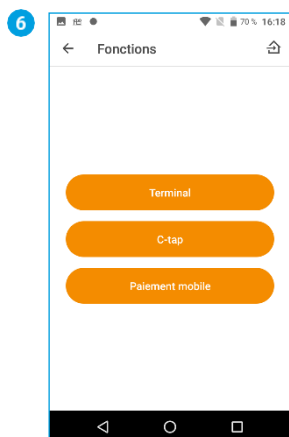 6
70 % 16:18
Fonctions
Terminal
C-tap
Paiement mobile